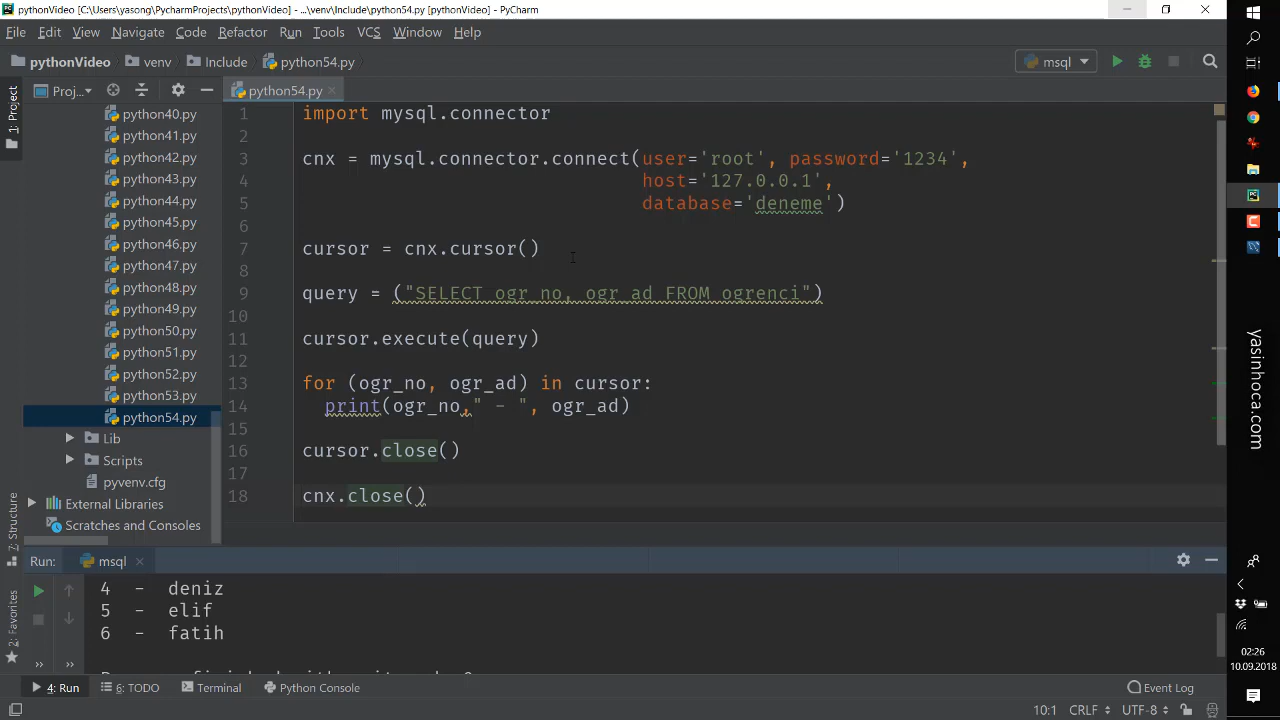 pythonVideo [C:\Users\yasong\PycharmProjects\pythonVideo] - ...\venv\Include\python54.py [pythonVideo] - PyCharm
File Edit View Navigate Code Refactor Run Tools VCS Window Help
pythonVideo venv Include python54.py msql
1: Project
Proj...
python54.py
python40.py
python41.py
python42.py
python43.py
python44.py
python45.py
python46.py
python47.py
python48.py
python49.py
python50.py
python51.py
python52.py
python53.py
python54.py
Lib
Scripts
pyvenv.cfg
External Libraries
Scratches and Consoles
1 import mysql.connector
2
3 cnx = mysql.connector.connect(user='root', password='1234',
4 host='127.0.0.1',
5 database='deneme')
6
7 cursor = cnx.cursor()
8
9 query = ("SELECT ogr_no, ogr_ad FROM ogrenci")
10
11 cursor.execute(query)
12
13 for (ogr_no, ogr_ad) in cursor:
14 print(ogr_no," - ", ogr_ad)
15
16 cursor.close()
17
18 cnx.close()
7: Structure
2: Favorites
Run: msql
4 - deniz
5 - elif
6 - fatih
4: Run 6: TODO Terminal Python Console Event Log
10:1 CRLF UTF-8
yasinhoca.com
02:26
10.09.2018